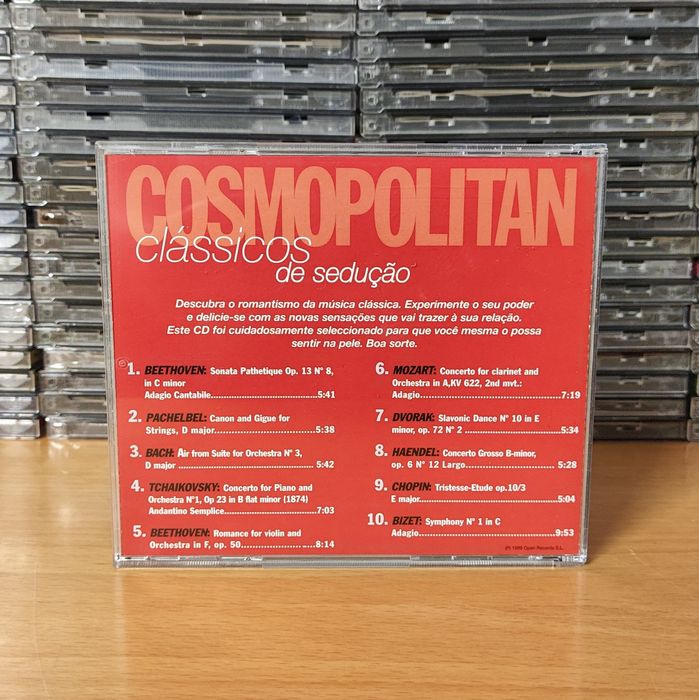 COSMOPOLITAN
clássicos
de sedução
Descubra o romantismo da música clássica. Experimente o seu poder
e delicie-se com as novas sensações que vai trazer à sua relação.
Este CD foi cuidadosamente seleccionado para que você mesma o possa
sentir na pele. Boa sorte.
1. BEETHOVEN: Sonata Pathetique Op. 13 Nº 8,
in C minor
Adagio Cantabile.......................5:41
2. PACHELBEL: Canon and Gigue for
Strings, D major.......................5:38
3. BACH: Air from Suite for Orchestra Nº 3,
D major ..............................5:42
4. TCHAIKOVSKY: Concerto for Piano and
Orchestra Nº1, Op 23 in B flat minor (1874)
Andantino Semplice.....................7:03
5. BEETHOVEN: Romance for violin and
Orchestra in F, op. 50.................8:14
6. MOZART: Concerto for clarinet and
Orchestra in A,KV 622, 2nd mvt.:
Adagio.................................7:19
7. DVORAK: Slavonic Dance Nº 10 in E
minor, op. 72 Nº 2 ....................5:34
8. HAENDEL: Concerto Grosso B-minor,
op. 6 Nº 12 Largo......................5:28
9. CHOPIN: Tristesse-Etude op.10/3
E major................................5:04
10. BIZET: Symphony Nº 1 in C
Adagio.................................9:53
(P) 1999 Open Records S.L.